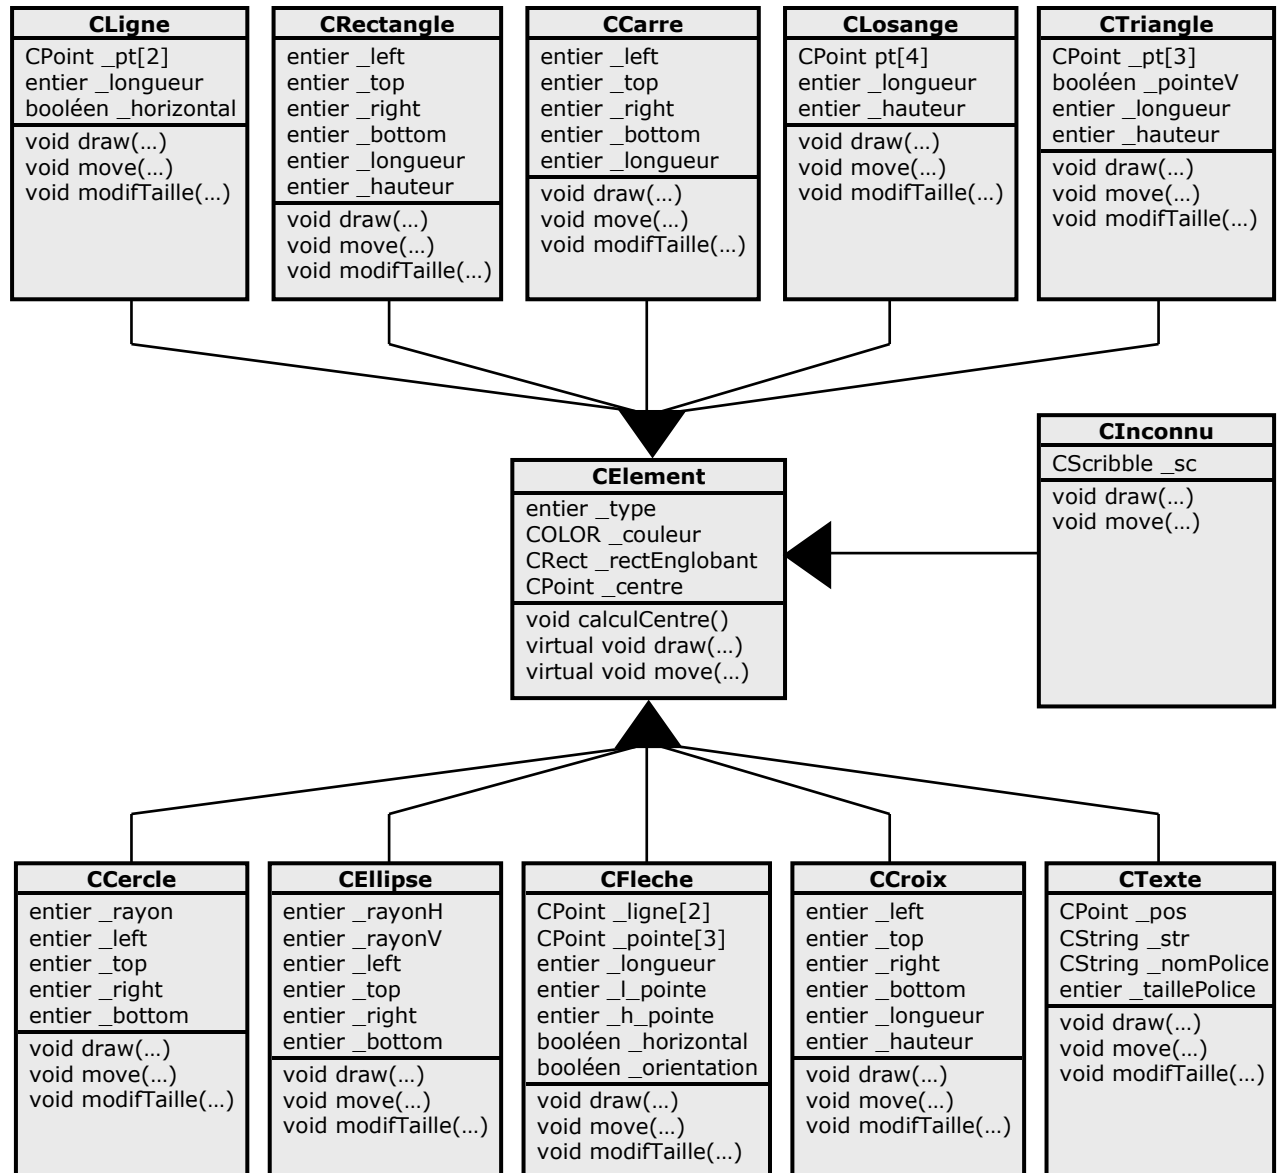 CLigne
CPoint _pt[2]
entier _longueur
booléen _horizontal
void draw(...)
void move(...)
void modifTaille(...)
CRectangle
entier _left
entier _top
entier _right
entier _bottom
entier _longueur
entier _hauteur
void draw(...)
void move(...)
void modifTaille(...)
CCarre
entier _left
entier _top
entier _right
entier _bottom
entier _longueur
void draw(...)
void move(...)
void modifTaille(...)
CLosange
CPoint pt[4]
entier _longueur
entier _hauteur
void draw(...)
void move(...)
void modifTaille(...)
CTriangle
CPoint _pt[3]
booléen _pointeV
entier _longueur
entier _hauteur
void draw(...)
void move(...)
void modifTaille(...)
CElement
entier _type
COLOR _couleur
CRect _rectEnglobant
CPoint _centre
void calculCentre()
virtual void draw(...)
virtual void move(...)
CInconnu
CScribble _sc
void draw(...)
void move(...)
CCercle
entier _rayon
entier _left
entier _top
entier _right
entier _bottom
void draw(...)
void move(...)
void modifTaille(...)
CEllipse
entier _rayonH
entier _rayonV
entier _left
entier _top
entier _right
entier _bottom
void draw(...)
void move(...)
void modifTaille(...)
CFleche
CPoint _ligne[2]
CPoint _pointe[3]
entier _longueur
entier _l_pointe
entier _h_pointe
booléen _horizontal
booléen _orientation
void draw(...)
void move(...)
void modifTaille(...)
CCroix
entier _left
entier _top
entier _right
entier _bottom
entier _longueur
entier _hauteur
void draw(...)
void move(...)
void modifTaille(...)
CTexte
CPoint _pos
CString _str
CString _nomPolice
entier _taillePolice
void draw(...)
void move(...)
void modifTaille(...)